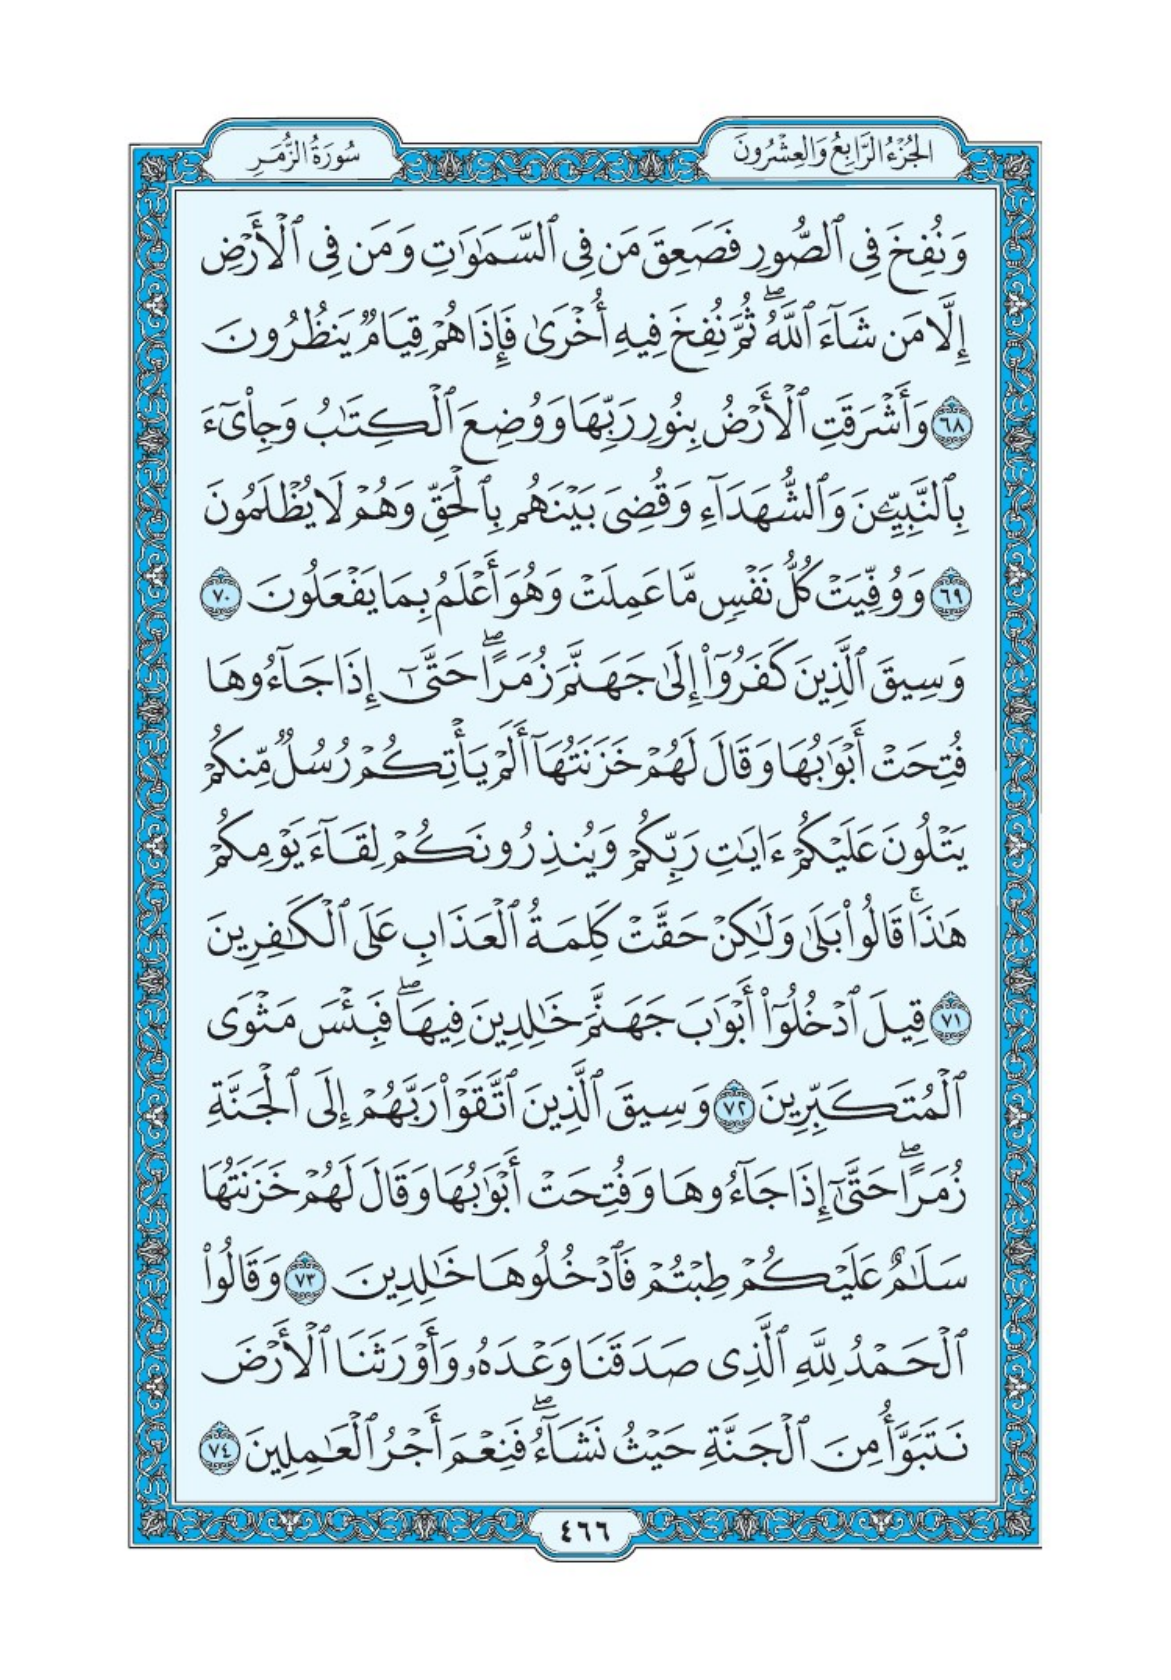 الجُزْءُ الرَّابِعُ وَالعِشْرُونَ
سُورَةُ الزُّمَرِ
وَنُفِخَ فِى ٱلصُّورِ فَصَعِقَ مَن فِى ٱلسَّمَٰوَٰتِ وَمَن فِى ٱلْأَرْضِ
إِلَّا مَن شَآءَ ٱللَّهُ ۖ ثُمَّ نُفِخَ فِيهِ أُخْرَىٰ فَإِذَا هُمْ قِيَامٌ يَنظُرُونَ
٦٨ وَأَشْرَقَتِ ٱلْأَرْضُ بِنُورِ رَبِّهَا وَوُضِعَ ٱلْكِتَٰبُ وَجِا۟ىٓءَ
بِٱلنَّبِيِّـۧنَ وَٱلشُّهَدَآءِ وَقُضِىَ بَيْنَهُم بِٱلْحَقِّ وَهُمْ لَا يُظْلَمُونَ
٦٩ وَوُفِّيَتْ كُلُّ نَفْسٍ مَّا عَمِلَتْ وَهُوَ أَعْلَمُ بِمَا يَفْعَلُونَ ٧٠
وَسِيقَ ٱلَّذِينَ كَفَرُوٓا۟ إِلَىٰ جَهَنَّمَ زُمَرًا ۖ حَتَّىٰٓ إِذَا جَآءُوهَا
فُتِحَتْ أَبْوَٰبُهَا وَقَالَ لَهُمْ خَزَنَتُهَآ أَلَمْ يَأْتِكُمْ رُسُلٌ مِّنكُمْ
يَتْلُونَ عَلَيْكُمْ ءَايَٰتِ رَبِّكُمْ وَيُنذِرُونَكُمْ لِقَآءَ يَوْمِكُمْ
هَٰذَا ۚ قَالُوا۟ بَلَىٰ وَلَٰكِنْ حَقَّتْ كَلِمَةُ ٱلْعَذَابِ عَلَى ٱلْكَٰفِرِينَ
٧١ قِيلَ ٱدْخُلُوٓا۟ أَبْوَٰبَ جَهَنَّمَ خَٰلِدِينَ فِيهَا ۖ فَبِئْسَ مَثْوَى
ٱلْمُتَكَبِّرِينَ ٧٢ وَسِيقَ ٱلَّذِينَ ٱتَّقَوْا۟ رَبَّهُمْ إِلَى ٱلْجَنَّةِ
زُمَرًا ۖ حَتَّىٰٓ إِذَا جَآءُوهَا وَفُتِحَتْ أَبْوَٰبُهَا وَقَالَ لَهُمْ خَزَنَتُهَا
سَلَٰمٌ عَلَيْكُمْ طِبْتُمْ فَٱدْخُلُوهَا خَٰلِدِينَ ٧٣ وَقَالُوا۟
ٱلْحَمْدُ لِلَّهِ ٱلَّذِى صَدَقَنَا وَعْدَهُۥ وَأَوْرَثَنَا ٱلْأَرْضَ
نَتَبَوَّأُ مِنَ ٱلْجَنَّةِ حَيْثُ نَشَآءُ ۖ فَنِعْمَ أَجْرُ ٱلْعَٰمِلِينَ ٧٤
٤٦٦